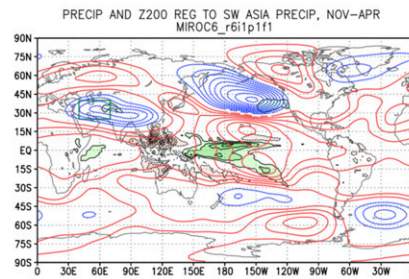 PRECIP AND Z200 REG TO SW ASIA PRECIP, NOV-APR
MIROC6_r6i1p1f1
90N
75N
60N
45N
30N
15N
EQ
15S
30S
45S
60S
75S
90S
0 30E 60E 90E 120E 150E 180 150W 120W 90W 60W 30W